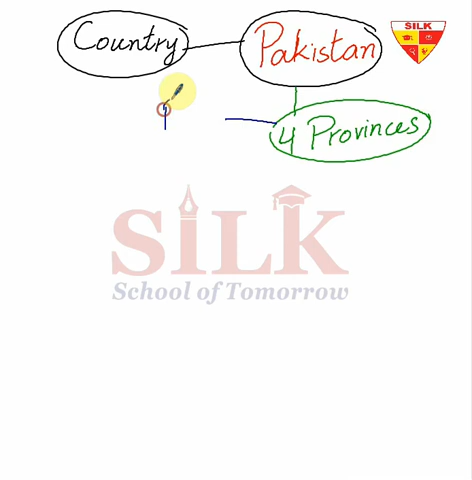 Country
Pakistan
SILK
4 Provinces
SiLK
School of Tomorrow